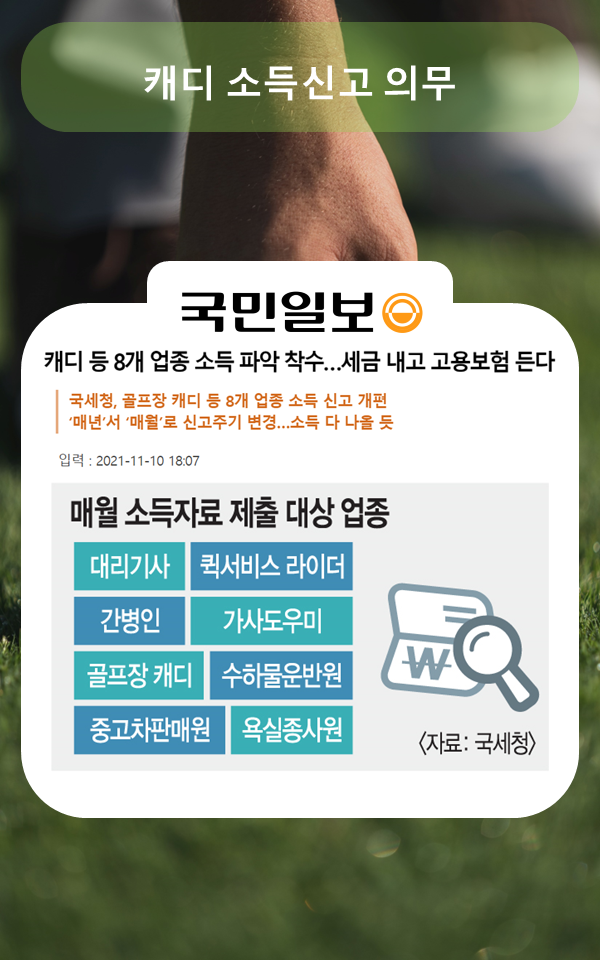 캐디 소득신고 의무
국민일보
캐디 등 8개 업종 소득 파악 착수...세금 내고 고용보험 든다
국세청, 골프장 캐디 등 8개 업종 소득 신고 개편
‘매년’서 ‘매월’로 신고주기 변경...소득 다 나올 듯
입력 : 2021-11-10 18:07
매월 소득자료 제출 대상 업종
대리기사 퀵서비스 라이더
간병인 가사도우미
골프장 캐디 수하물운반원
중고차판매원 욕실종사원
₩
〈자료: 국세청〉